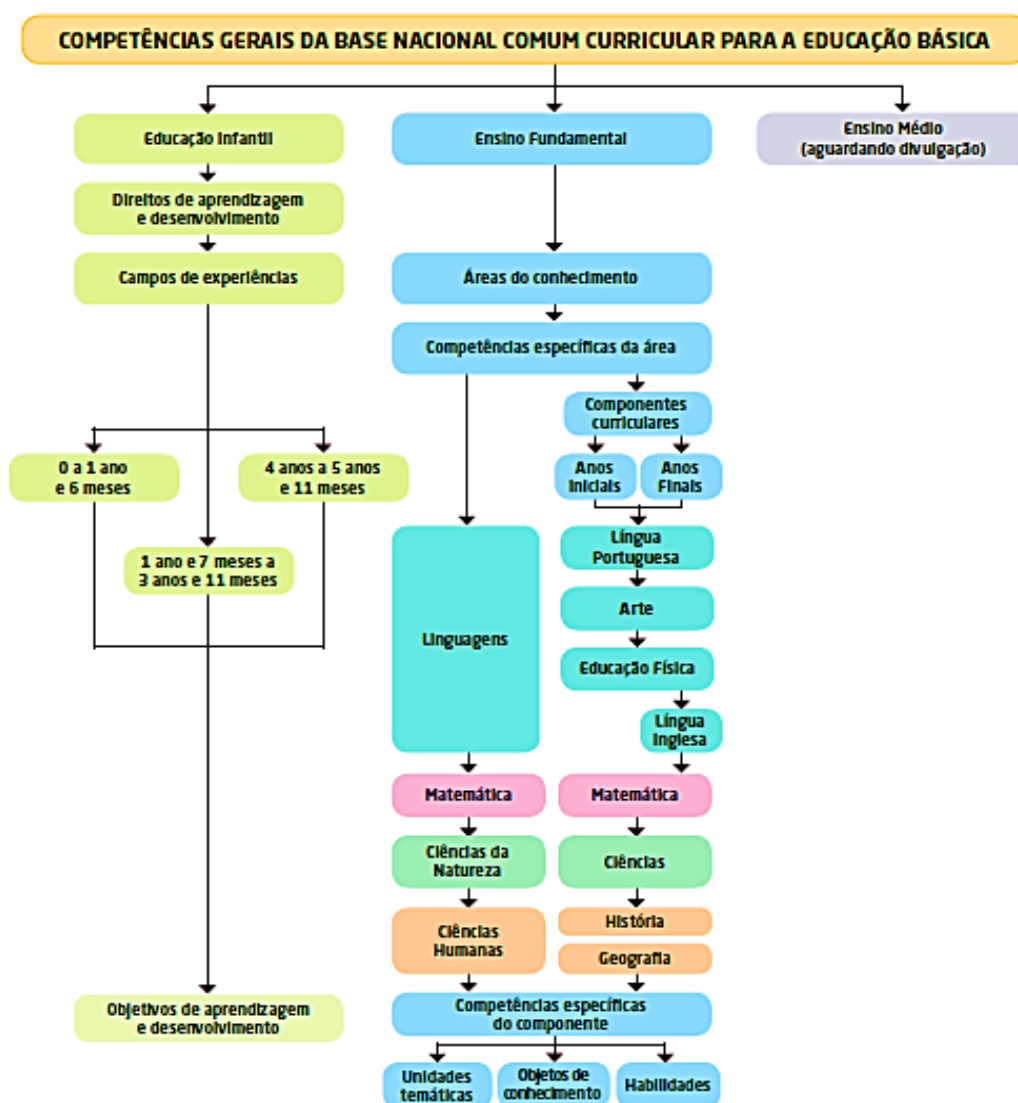 COMPETÊNCIAS GERAIS DA BASE NACIONAL COMUM CURRICULAR PARA A EDUCAÇÃO BÁSICA
Educação Infantil
Direitos de aprendizagem
e desenvolvimento
Campos de experiências
0 a 1 ano
e 6 meses
4 anos a 5 anos
e 11 meses
1 ano e 7 meses a
3 anos e 11 meses
Objetivos de aprendizagem
e desenvolvimento
Ensino Fundamental
Áreas do conhecimento
Competências específicas da área
Componentes
curriculares
Anos
Iniciais
Anos
Finais
Linguagens
Língua
Portuguesa
Arte
Educação Física
Língua
Inglesa
Matemática
Matemática
Ciências da
Natureza
Ciências
Ciências
Humanas
História
Geografia
Competências específicas
do componente
Unidades
temáticas
Objetos de
conhecimento
Habilidades
Ensino Médio
(aguardando divulgação)